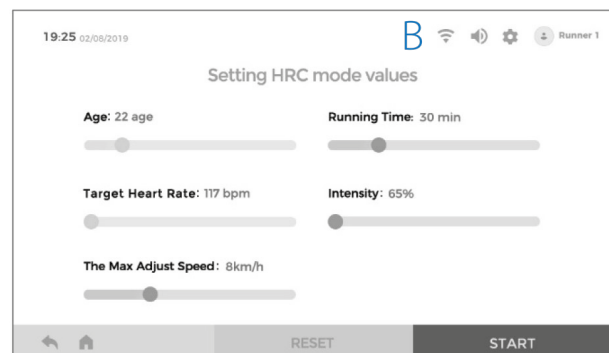 19:25 02/08/2019 B Runner 1
Setting HRC mode values
Age: 22 age Running Time: 30 min
Target Heart Rate: 117 bpm Intensity: 65%
The Max Adjust Speed: 8km/h
RESET START